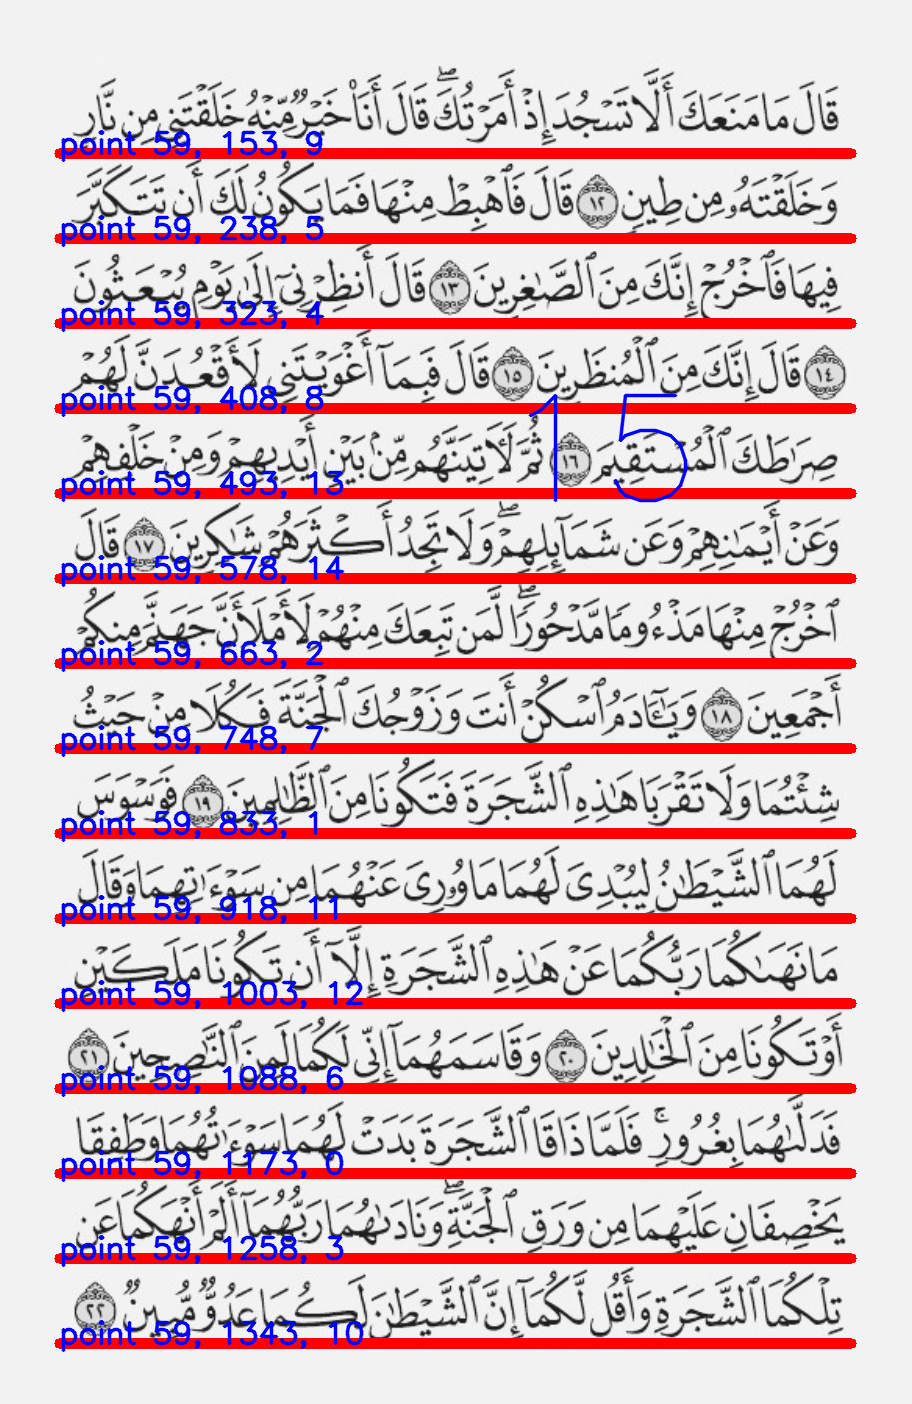 قَالَ مَا مَنَعَكَ أَلَّا تَسْجُدَ إِذْ أَمَرْتُكَ ۖ قَالَ أَنَا۠ خَيْرٌ مِّنْهُ خَلَقْتَنِى مِن نَّارٍ
point 59, 153, 9
وَخَلَقْتَهُۥ مِن طِينٍ ١٢ قَالَ فَٱهْبِطْ مِنْهَا فَمَا يَكُونُ لَكَ أَن تَتَكَبَّرَ
point 59, 238, 5
فِيهَا فَٱخْرُجْ إِنَّكَ مِنَ ٱلصَّٰغِرِينَ ١٣ قَالَ أَنظِرْنِىٓ إِلَىٰ يَوْمِ يُبْعَثُونَ
point 59, 323, 4
١٤ قَالَ إِنَّكَ مِنَ ٱلْمُنظَرِينَ ١٥ قَالَ فَبِمَآ أَغْوَيْتَنِى لَأَقْعُدَنَّ لَهُمْ
point 59, 408, 8
15
صِرَٰطَكَ ٱلْمُسْتَقِيمَ ١٦ ثُمَّ لَءَاتِيَنَّهُم مِّنۢ بَيْنِ أَيْدِيهِمْ وَمِنْ خَلْفِهِمْ
point 59, 493, 13
وَعَنْ أَيْمَٰنِهِمْ وَعَن شَمَآئِلِهِمْ ۖ وَلَا تَجِدُ أَكْثَرَهُمْ شَٰكِرِينَ ١٧ قَالَ
point 59, 578, 14
ٱخْرُجْ مِنْهَا مَذْءُومًا مَّدْحُورًا ۖ لَّمَن تَبِعَكَ مِنْهُمْ لَأَمْلَأَنَّ جَهَنَّمَ مِنكُمْ
point 59, 663, 2
أَجْمَعِينَ ١٨ وَيَٰٓـَٔادَمُ ٱسْكُنْ أَنتَ وَزَوْجُكَ ٱلْجَنَّةَ فَكُلَا مِنْ حَيْثُ
point 59, 748, 7
شِئْتُمَا وَلَا تَقْرَبَا هَٰذِهِ ٱلشَّجَرَةَ فَتَكُونَا مِنَ ٱلظَّٰلِمِينَ ١٩ فَوَسْوَسَ
point 59, 833, 1
لَهُمَا ٱلشَّيْطَٰنُ لِيُبْدِىَ لَهُمَا مَا وُۥرِىَ عَنْهُمَا مِن سَوْءَٰتِهِمَا وَقَالَ
point 59, 918, 11
مَا نَهَىٰكُمَا رَبُّكُمَا عَنْ هَٰذِهِ ٱلشَّجَرَةِ إِلَّآ أَن تَكُونَا مَلَكَيْنِ
point 59, 1003, 12
أَوْ تَكُونَا مِنَ ٱلْخَٰلِدِينَ ٢٠ وَقَاسَمَهُمَآ إِنِّى لَكُمَا لَمِنَ ٱلنَّٰصِحِينَ ٢١
point 59, 1088, 6
فَدَلَّىٰهُمَا بِغُرُورٍ ۚ فَلَمَّا ذَاقَا ٱلشَّجَرَةَ بَدَتْ لَهُمَا سَوْءَٰتُهُمَا وَطَفِقَا
point 59, 1173, 0
يَخْصِفَانِ عَلَيْهِمَا مِن وَرَقِ ٱلْجَنَّةِ ۖ وَنَادَىٰهُمَا رَبُّهُمَآ أَلَمْ أَنْهَكُمَا عَن
point 59, 1258, 3
تِلْكُمَا ٱلشَّجَرَةِ وَأَقُل لَّكُمَآ إِنَّ ٱلشَّيْطَٰنَ لَكُمَا عَدُوٌّ مُّبِينٌ ٢٢
point 59, 1343, 10